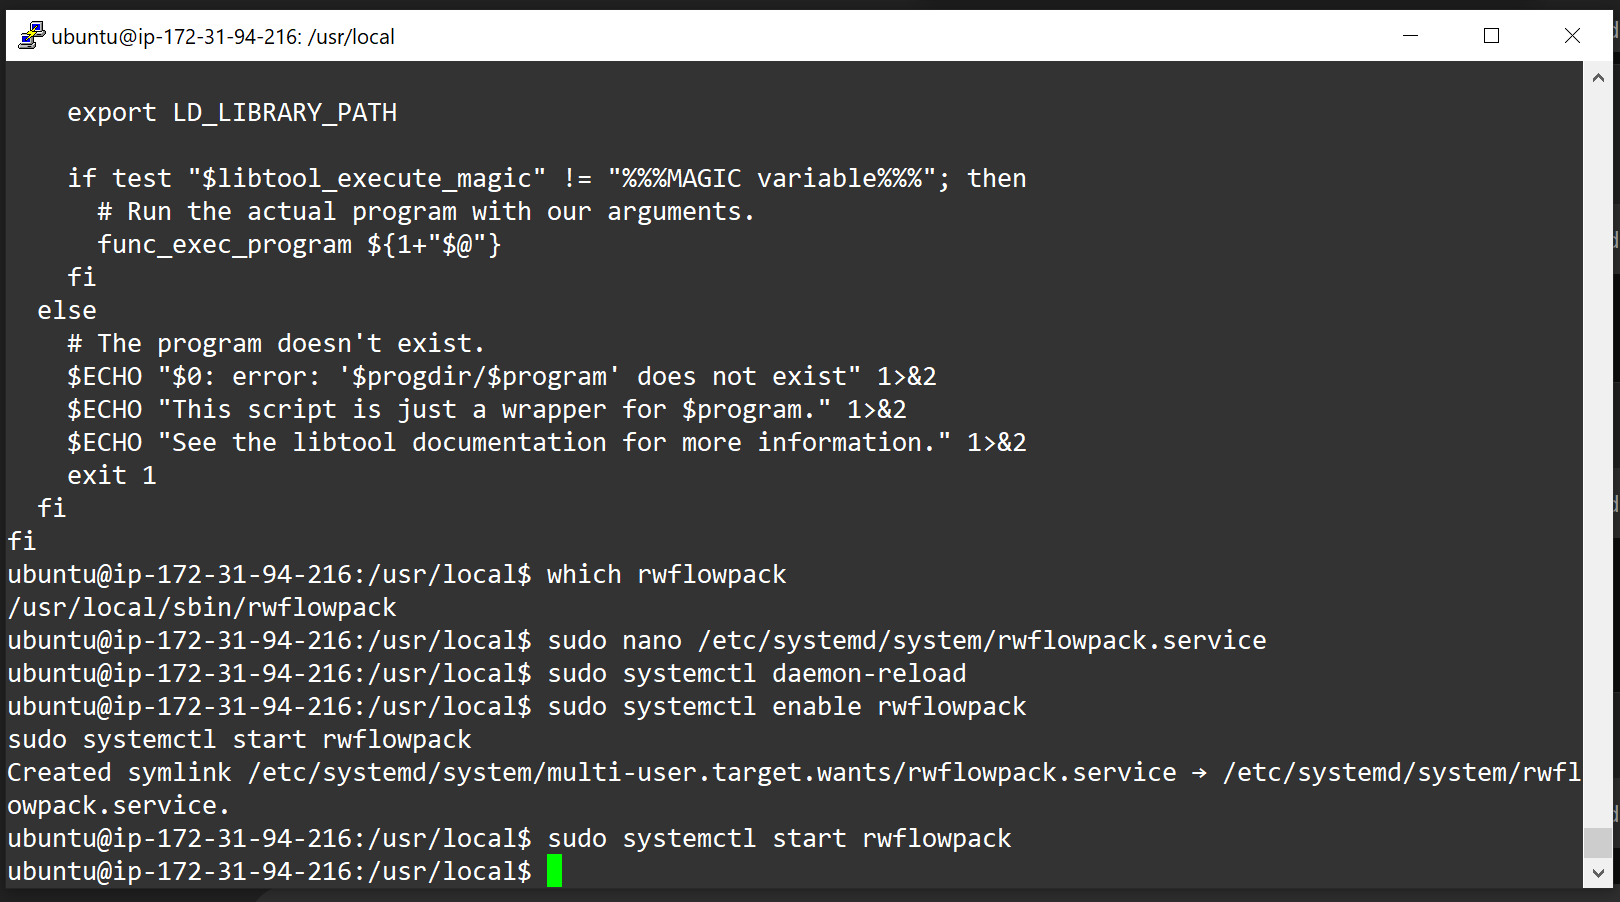 ubuntu@ip-172-31-94-216: /usr/local
export LD_LIBRARY_PATH
if test "$libtool_execute_magic" != "%%%MAGIC variable%%%"; then
# Run the actual program with our arguments.
func_exec_program ${1+"$@"}
fi
else
# The program doesn't exist.
$ECHO "$0: error: '$progdir/$program' does not exist" 1>&2
$ECHO "This script is just a wrapper for $program." 1>&2
$ECHO "See the libtool documentation for more information." 1>&2
exit 1
fi
fi
ubuntu@ip-172-31-94-216:/usr/local$ which rwflowpack
/usr/local/sbin/rwflowpack
ubuntu@ip-172-31-94-216:/usr/local$ sudo nano /etc/systemd/system/rwflowpack.service
ubuntu@ip-172-31-94-216:/usr/local$ sudo systemctl daemon-reload
ubuntu@ip-172-31-94-216:/usr/local$ sudo systemctl enable rwflowpack
sudo systemctl start rwflowpack
Created symlink /etc/systemd/system/multi-user.target.wants/rwflowpack.service → /etc/systemd/system/rwfl
owpack.service.
ubuntu@ip-172-31-94-216:/usr/local$ sudo systemctl start rwflowpack
ubuntu@ip-172-31-94-216:/usr/local$